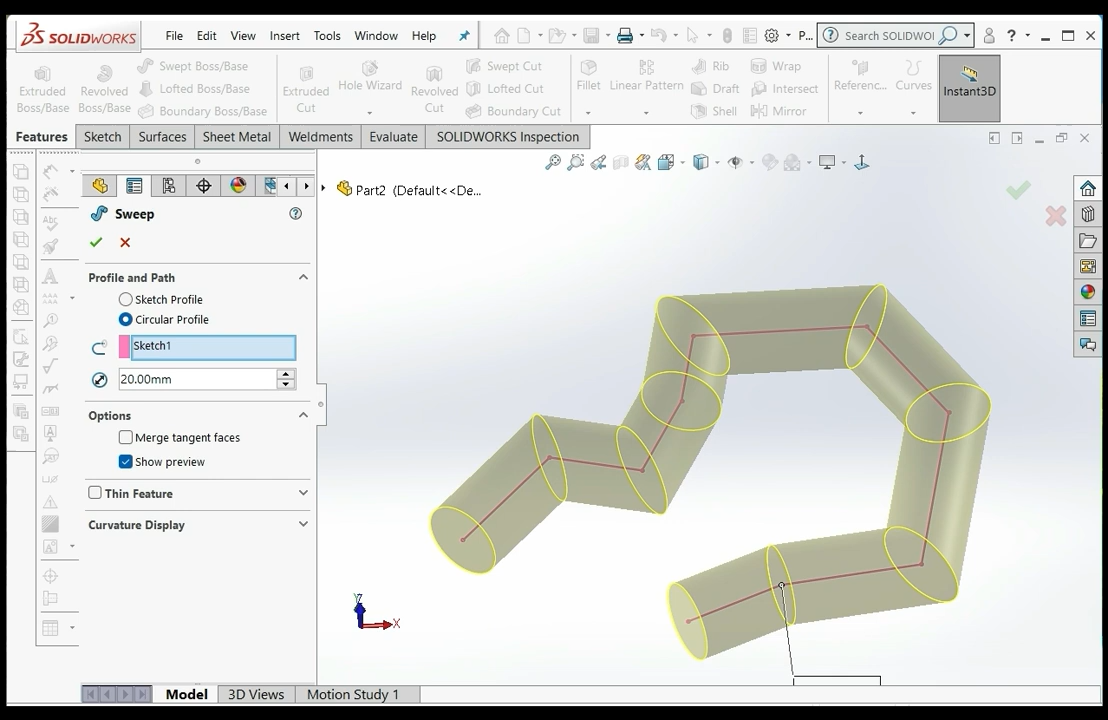 SOLIDWORKS File Edit View Insert Tools Window Help P... Search SOLIDWOI ?
Extruded Boss/Base
Revolved Boss/Base
Swept Boss/Base
Lofted Boss/Base
Boundary Boss/Base
Extruded Cut
Hole Wizard
Revolved Cut
Swept Cut
Lofted Cut
Boundary Cut
Fillet
Linear Pattern
Rib
Draft
Shell
Wrap
Intersect
Mirror
Referenc...
Curves
Instant3D
Features Sketch Surfaces Sheet Metal Weldments Evaluate SOLIDWORKS Inspection
Part2 (Default<<De...
Sweep
Profile and Path
Sketch Profile
Circular Profile
Sketch1
20.00mm
Options
Merge tangent faces
Show preview
Thin Feature
Curvature Display
X
Model 3D Views Motion Study 1